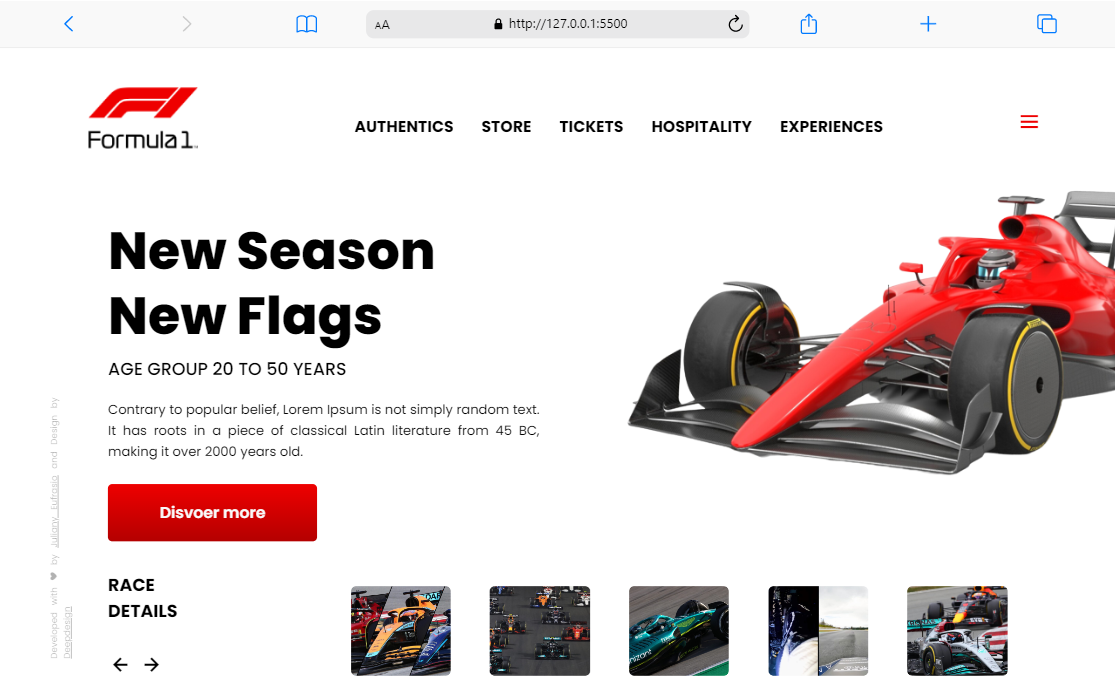 AA
http://127.0.0.1:5500
Formula 1
AUTHENTICS STORE TICKETS HOSPITALITY EXPERIENCES
New Season
New Flags
AGE GROUP 20 TO 50 YEARS
Contrary to popular belief, Lorem Ipsum is not simply random text.
It has roots in a piece of classical Latin literature from 45 BC,
making it over 2000 years old.
Disvoer more
RACE
DETAILS
Developed with ❤ by Juliany Eufrasia and Design by
Deepdesign